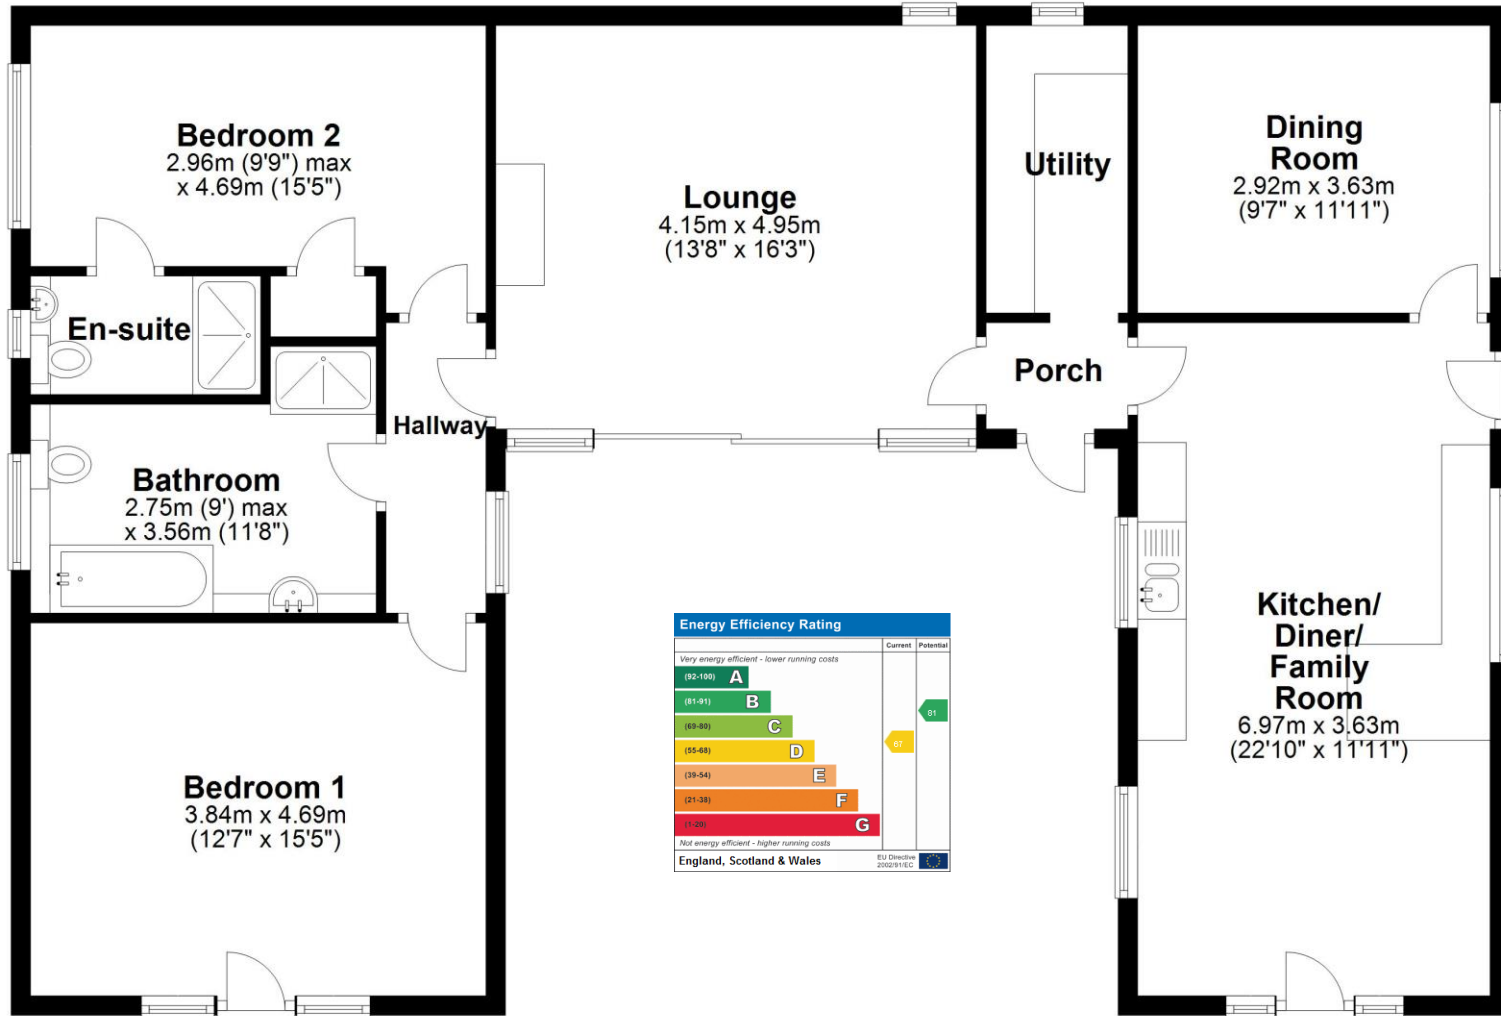 Bedroom 2
2.96m (9'9") max
x 4.69m (15'5")
Lounge
4.15m x 4.95m
(13'8" x 16'3")
Utility
Dining
Room
2.92m x 3.63m
(9'7" x 11'11")
En-suite
Porch
Hallway
Bathroom
2.75m (9') max
x 3.56m (11'8")
Kitchen/
Diner/
Family
Room
6.97m x 3.63m
(22'10" x 11'11")
Bedroom 1
3.84m x 4.69m
(12'7" x 15'5")
Energy Efficiency Rating
Current Potential
Very energy efficient - lower running costs
(92-100) A
(81-91) B
81
(69-80) C
(55-68) D
67
(39-54) E
(21-38) F
(1-20) G
Not energy efficient - higher running costs
England, Scotland & Wales
EU Directive
2002/91/EC